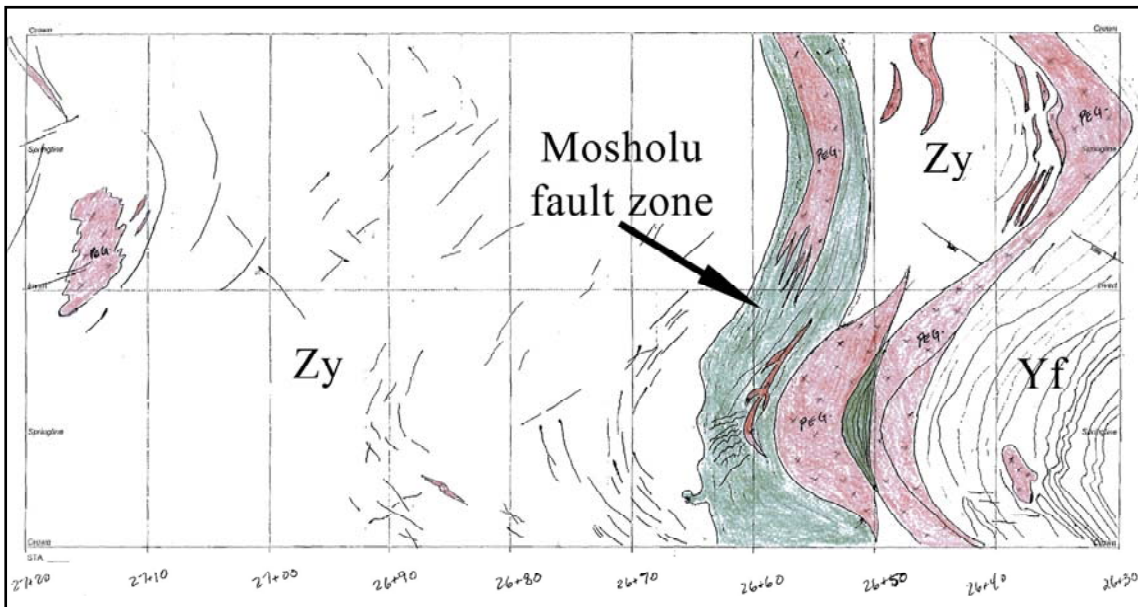 Crown Crown
Mosholu
fault zone
PEG.
PEG.
Springline Springline
Zy
PEG.
Invert Invert
PEG.
Zy
Yf
PEG.
Springline Springline
Crown Crown
STA
27+20 27+10 27+00 26+90 26+80 26+70 26+60 26+50 26+40 26+30